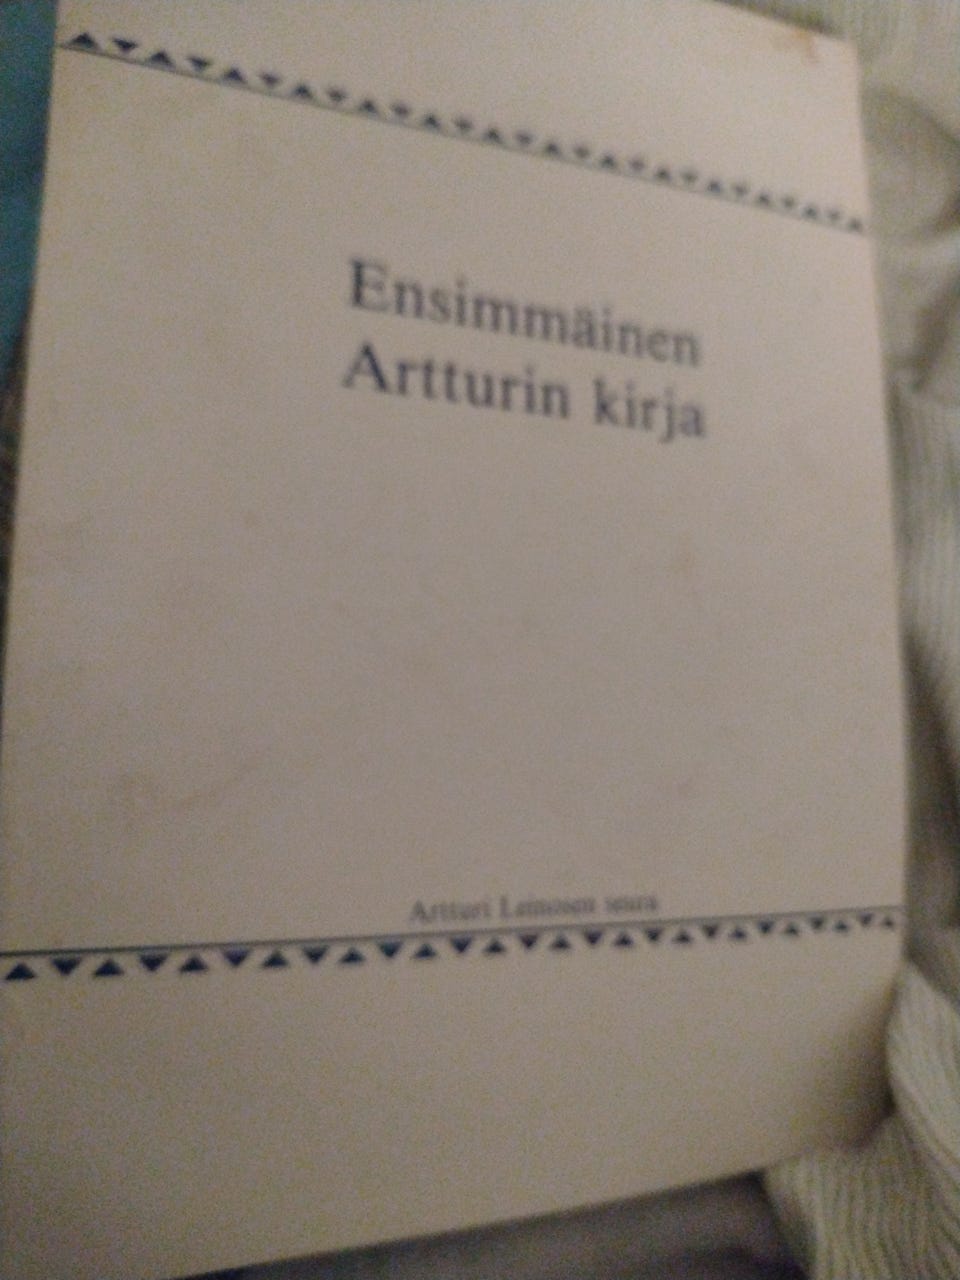 Ensimmäinen
Artturin kirja
Artturi Leinosen seura